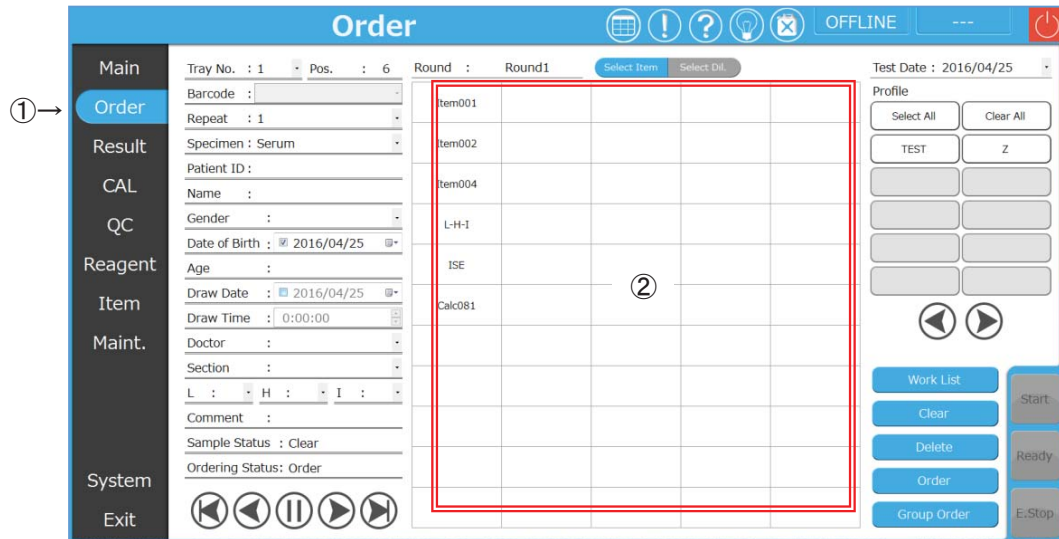 Order
OFFLINE
---
①→
Main
Order
Result
CAL
QC
Reagent
Item
Maint.
System
Exit
Tray No. : 1 Pos. : 6
Barcode :
Repeat : 1
Specimen : Serum
Patient ID :
Name :
Gender :
Date of Birth : 2016/04/25
Age :
Draw Date : 2016/04/25
Draw Time : 0:00:00
Doctor :
Section :
L : H : I :
Comment :
Sample Status : Clear
Ordering Status: Order
Round : Round1
Select Item Select Dil.
Item001
Item002
Item004
L-H-I
ISE
Calc081
②
Test Date : 2016/04/25
Profile
Select All Clear All
TEST Z
Work List
Clear
Delete
Order
Group Order
Start
Ready
E.Stop